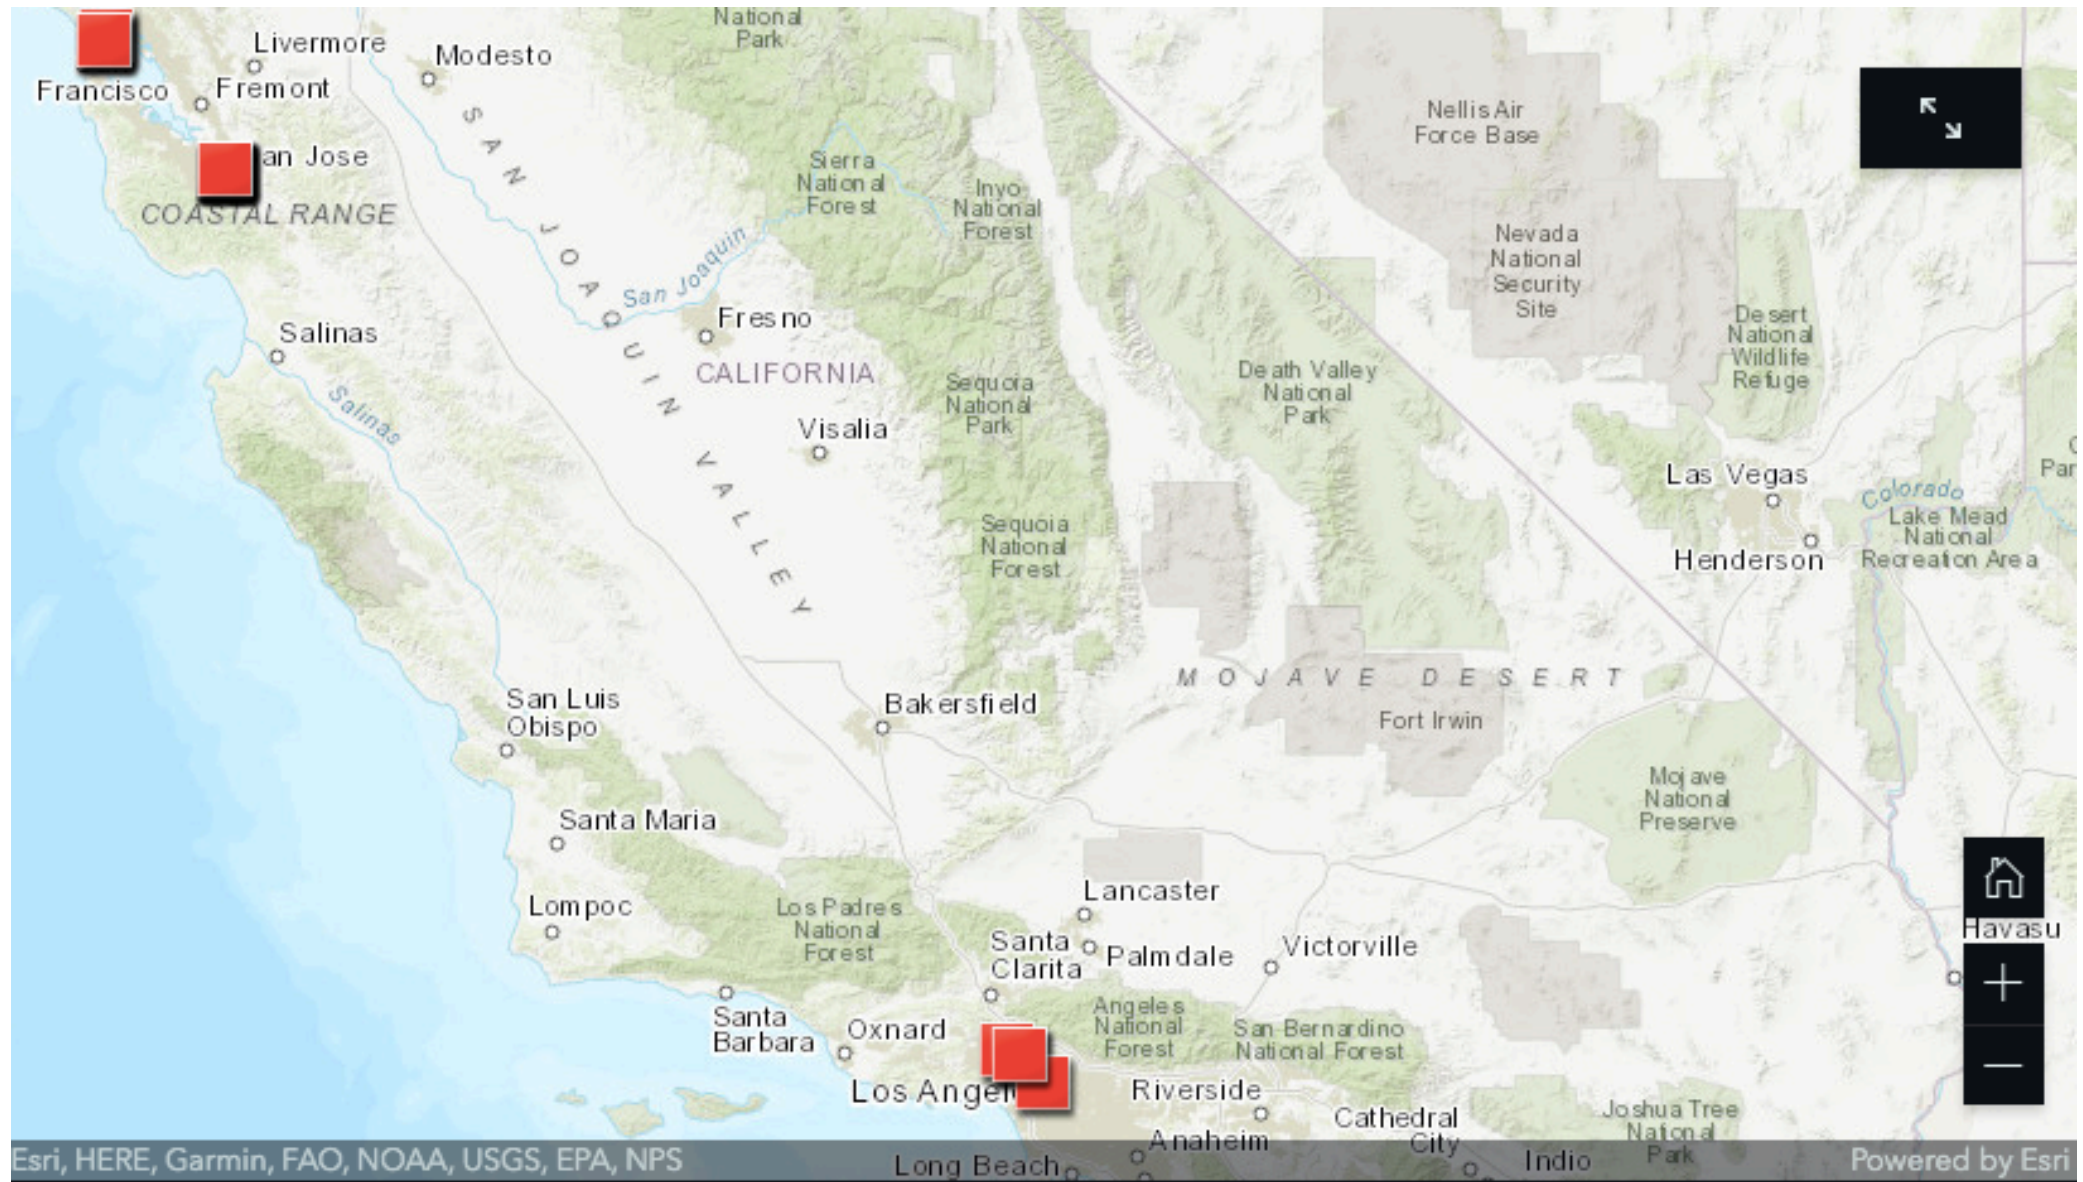 National
Park
Livermore
Modesto
Francisco
Fremont
an Jose
COASTAL RANGE
SAN JOAQUIN VALLEY
Nellis Air
Force Base
Sierra
National
Forest
Inyo
National
Forest
San Joaquin
Nevada
National
Security
Site
Fresno
CALIFORNIA
Salinas
Salinas
Desert
National
Wildlife
Refuge
Death Valley
National
Park
Sequoia
National
Park
Visalia
Las Vegas
Par
Colorado
Lake Mead
National
Recreation Area
Henderson
Sequoia
National
Forest
MOJAVE DESERT
San Luis
Obispo
Bakersfield
Fort Irwin
Mojave
National
Preserve
Santa Maria
Lompoc
Los Padres
National
Forest
Lancaster
Santa
Clarita
Palmdale
Victorville
Havasu
Santa
Barbara
Oxnard
Angeles
National
Forest
San Bernardino
National Forest
Los Angel
Riverside
Cathedral
City
Joshua Tree
National
Park
Anaheim
Long Beach
Indio
Esri, HERE, Garmin, FAO, NOAA, USGS, EPA, NPS
Powered by Esri